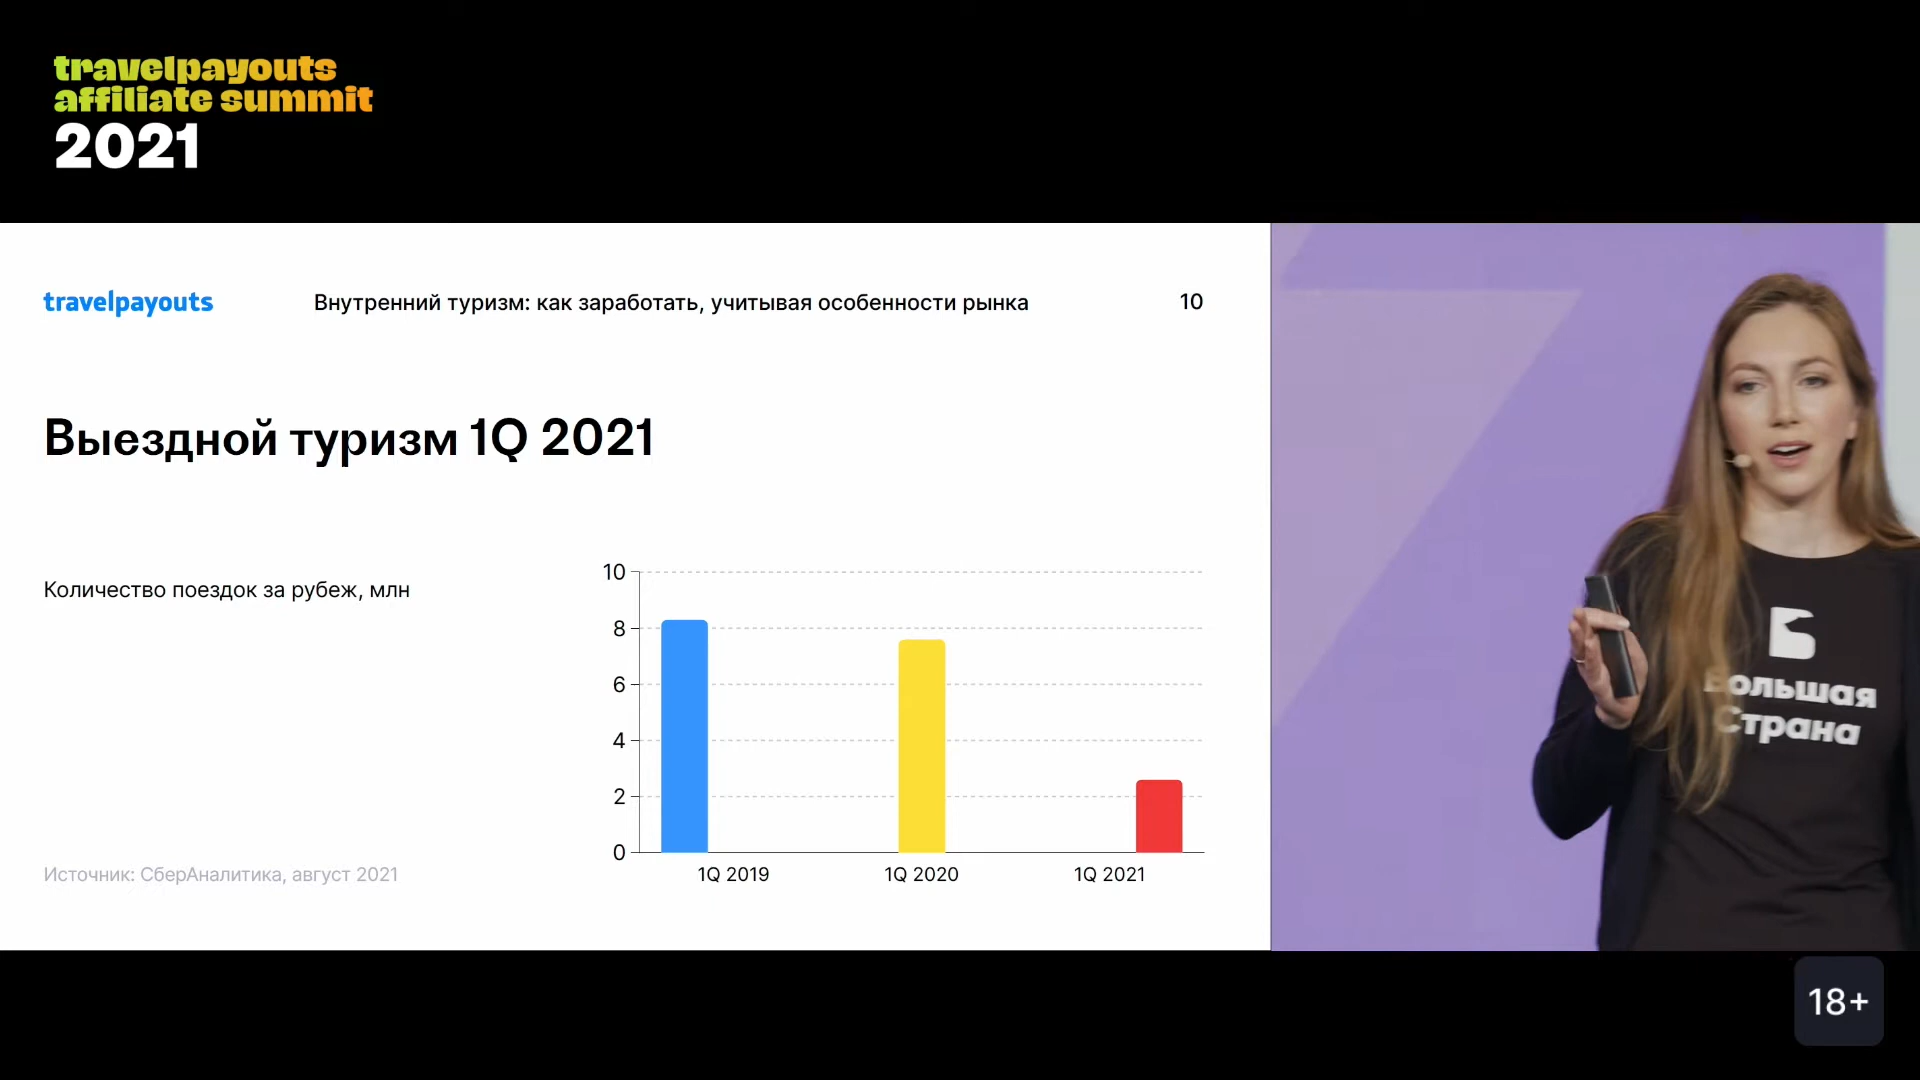 travelpayouts
affiliate summit
2021
travelpayouts
Внутренний туризм: как заработать, учитывая особенности рынка
10
Выездной туризм 1Q 2021
Количество поездок за рубеж, млн
10
8
6
4
2
0
1Q 2019
1Q 2020
1Q 2021
Источник: СберАналитика, август 2021
Большая
Страна
18+